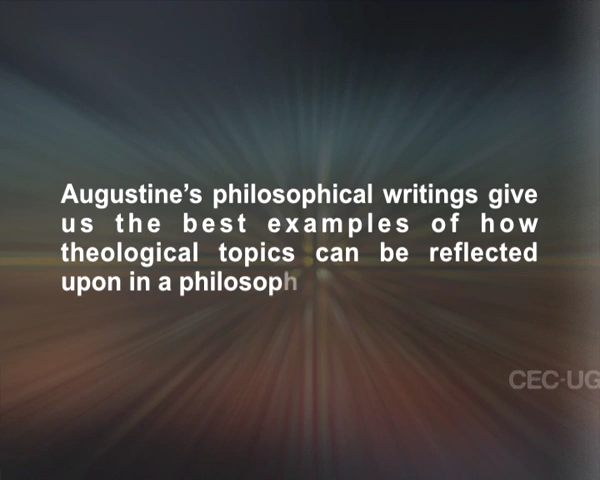 Augustine’s philosophical writings give
us the best examples of how
theological topics can be reflected
upon in a philosoph
CEC-UG